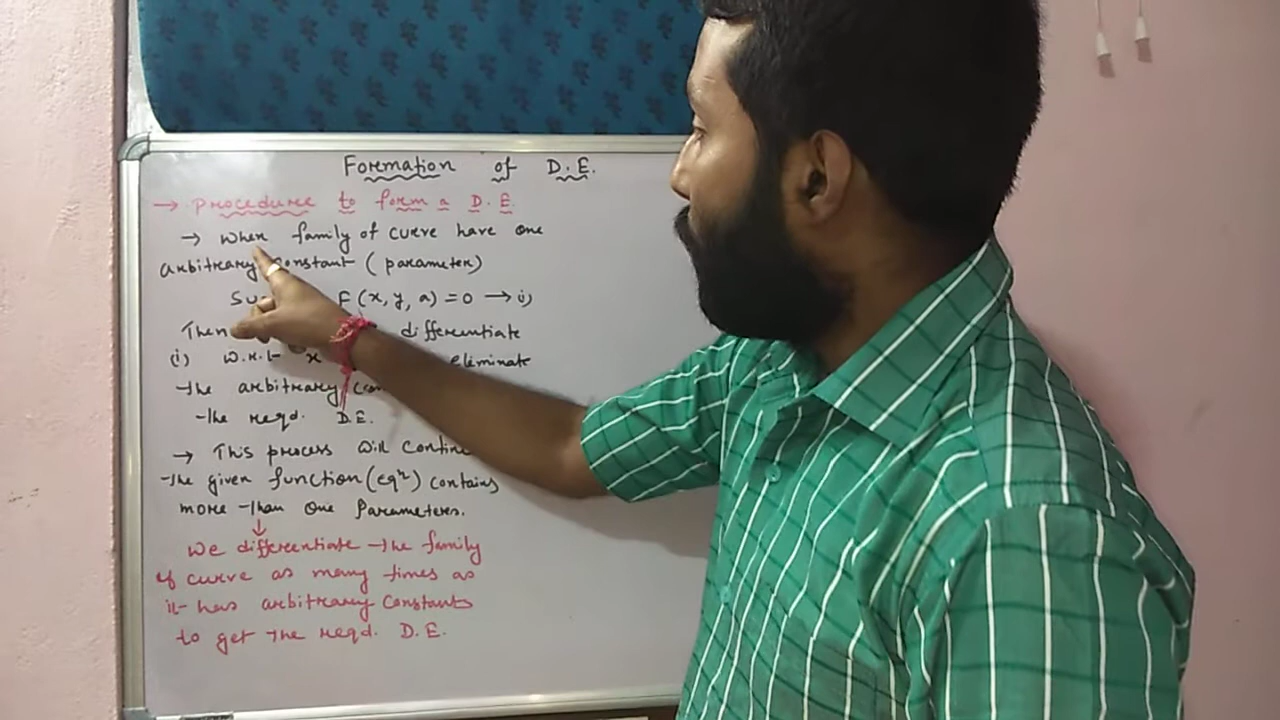 Formation of D.E.
→ Procedure to form a D.E.
→ When family of curve have one
arbitrary constant (parameter)
F(x, y, a) = 0 → i)
Then differentiate
(i) w.r.t x eleminate
the arbitrary
the reqd. D.E.
→ This process will
the given function (eqn) contains
more than one parameters.
↓
We differentiate the family
of curve as many times as
it has arbitrary constants
to get the reqd. D.E.